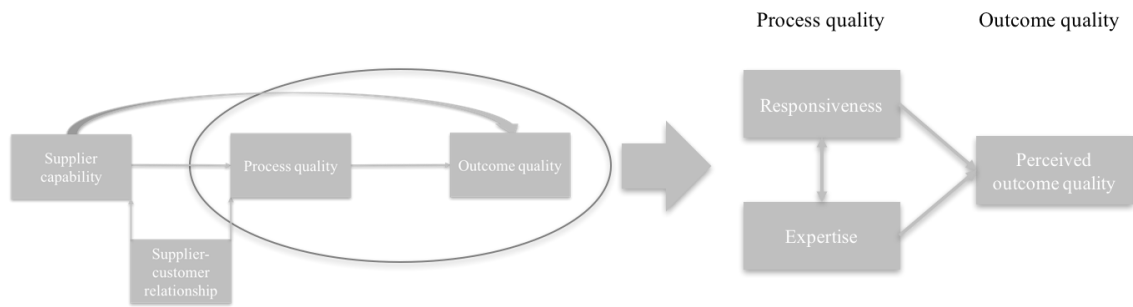 Process quality
Outcome quality
Supplier
capability
Process quality
Outcome quality
Supplier-
customer
relationship
Responsiveness
Expertise
Perceived
outcome quality